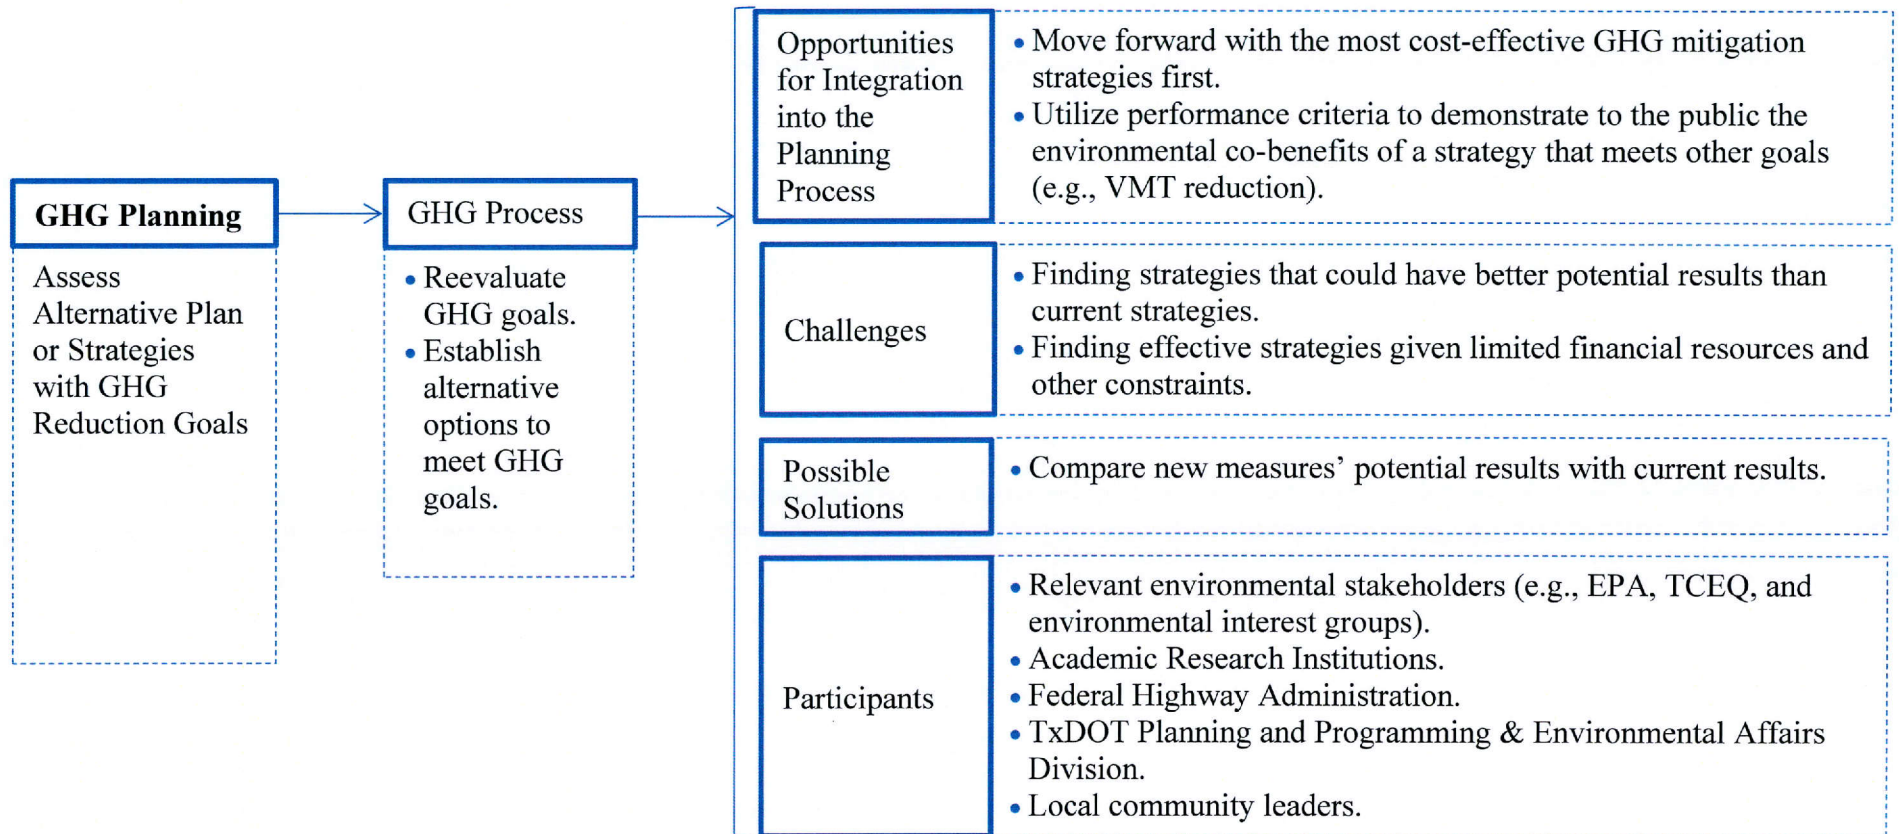 GHG Planning
Assess
Alternative Plan
or Strategies
with GHG
Reduction Goals
GHG Process
• Reevaluate
GHG goals.
• Establish
alternative
options to
meet GHG
goals.
Opportunities
for Integration
into the
Planning
Process
• Move forward with the most cost-effective GHG mitigation
strategies first.
• Utilize performance criteria to demonstrate to the public the
environmental co-benefits of a strategy that meets other goals
(e.g., VMT reduction).
Challenges
• Finding strategies that could have better potential results than
current strategies.
• Finding effective strategies given limited financial resources and
other constraints.
Possible
Solutions
• Compare new measures’ potential results with current results.
Participants
• Relevant environmental stakeholders (e.g., EPA, TCEQ, and
environmental interest groups).
• Academic Research Institutions.
• Federal Highway Administration.
• TxDOT Planning and Programming & Environmental Affairs
Division.
• Local community leaders.